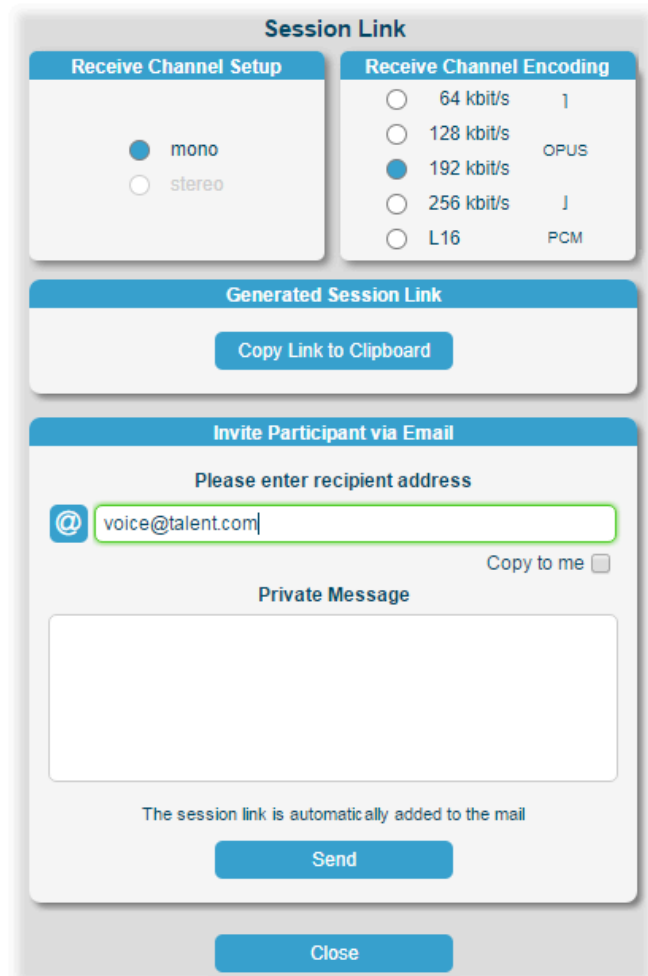 Session Link
Receive Channel Setup
mono
stereo
Receive Channel Encoding
64 kbit/s
128 kbit/s
OPUS
192 kbit/s
256 kbit/s
L16 PCM
Generated Session Link
Copy Link to Clipboard
Invite Participant via Email
Please enter recipient address
@ voice@talent.com
Copy to me
Private Message
The session link is automatically added to the mail
Send
Close